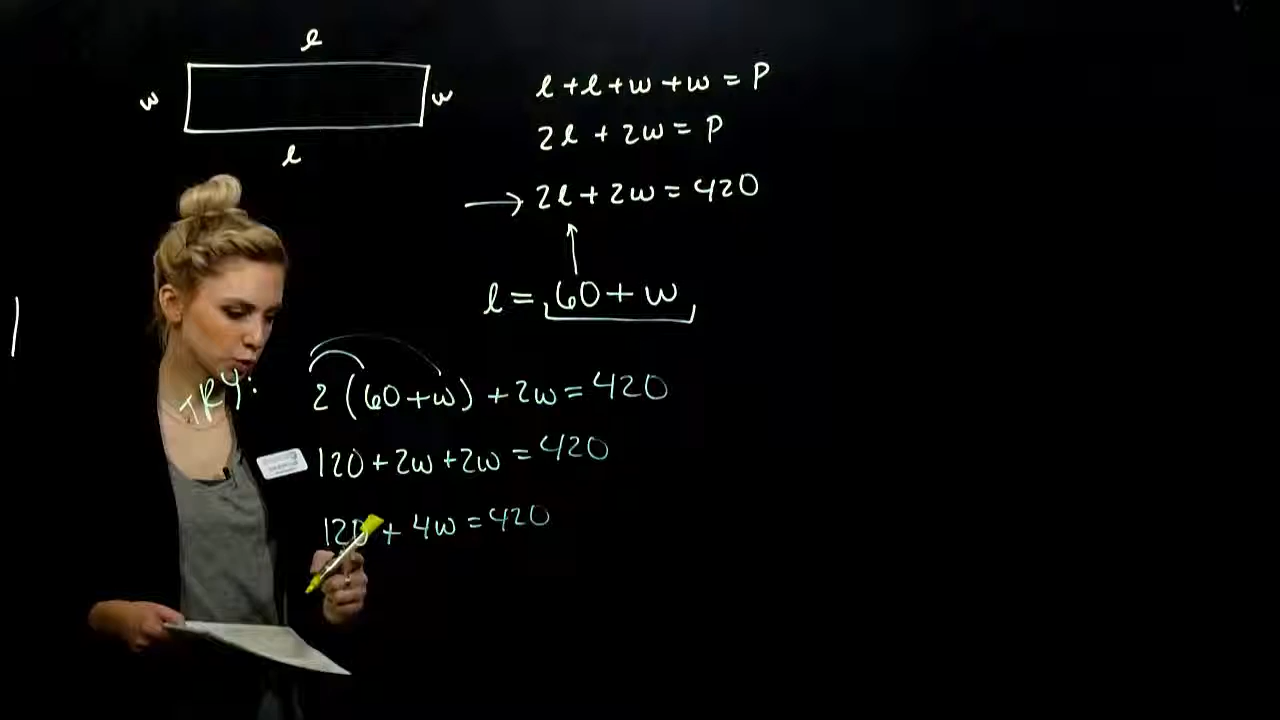 l
w
w
l
l + l + w + w = P
2l + 2w = P
→ 2l + 2w = 420
l = 60 + w
TRY: 2 (60 + w) + 2w = 420
120 + 2w + 2w = 420
120 + 4w = 420